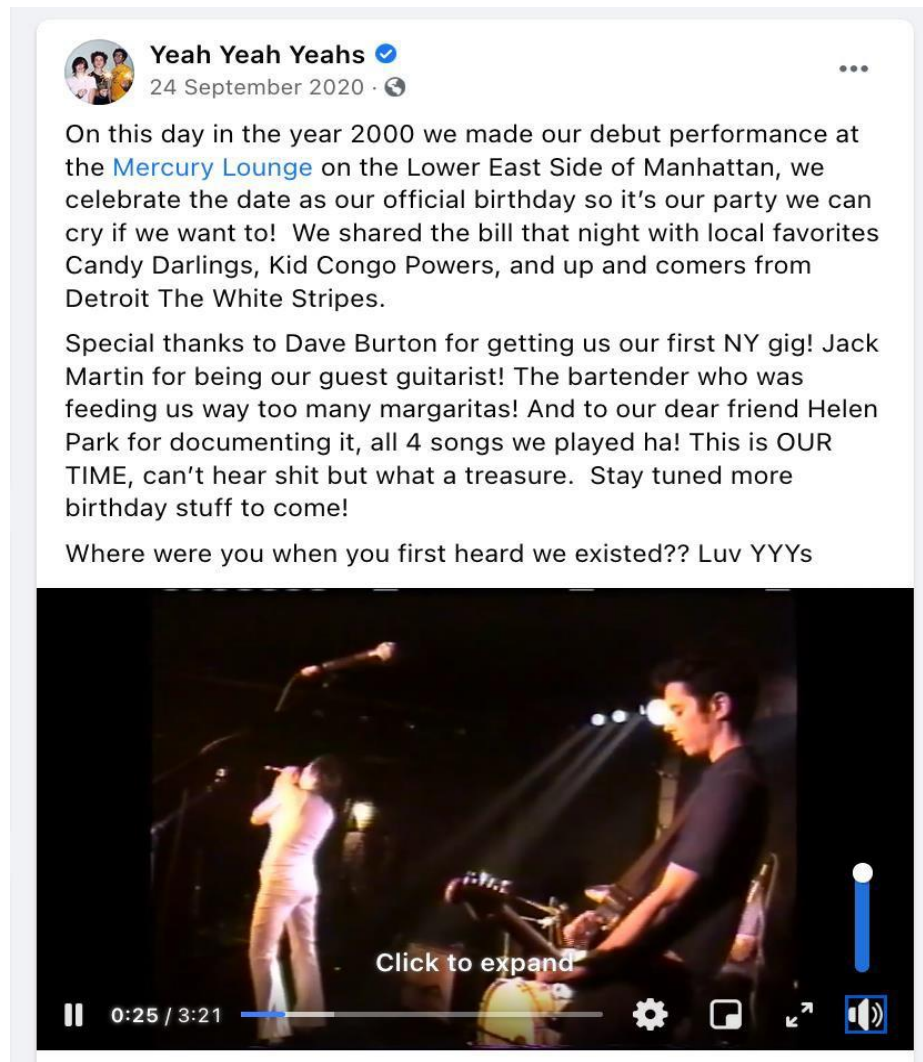 Yeah Yeah Yeahs
24 September 2020 ·
On this day in the year 2000 we made our debut performance at
the Mercury Lounge on the Lower East Side of Manhattan, we
celebrate the date as our official birthday so it’s our party we can
cry if we want to!  We shared the bill that night with local favorites
Candy Darlings, Kid Congo Powers, and up and comers from
Detroit The White Stripes.
Special thanks to Dave Burton for getting us our first NY gig! Jack
Martin for being our guest guitarist! The bartender who was
feeding us way too many margaritas! And to our dear friend Helen
Park for documenting it, all 4 songs we played ha! This is OUR
TIME, can’t hear shit but what a treasure.  Stay tuned more
birthday stuff to come!
Where were you when you first heard we existed?? Luv YYYs
Click to expand
0:25 / 3:21